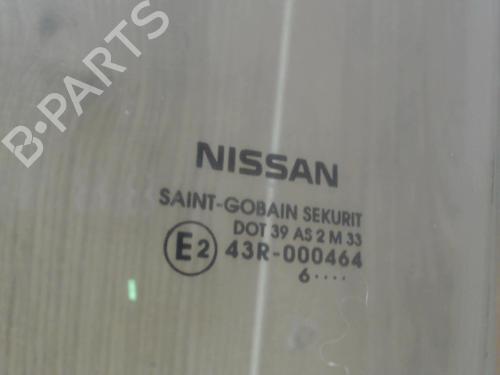 B-PARTS
NISSAN
SAINT-GOBAIN SEKURIT
DOT 39 AS 2 M 33
E2 43R-000464
6 ····